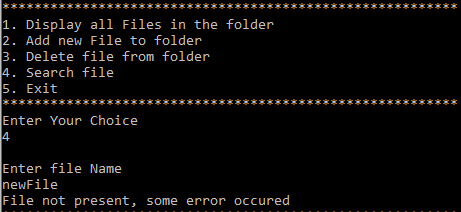 *********************************************************
1. Display all Files in the folder
2. Add new File to folder
3. Delete file from folder
4. Search file
5. Exit
*********************************************************
Enter Your Choice
4
Enter file Name
newFile
File not present, some error occured